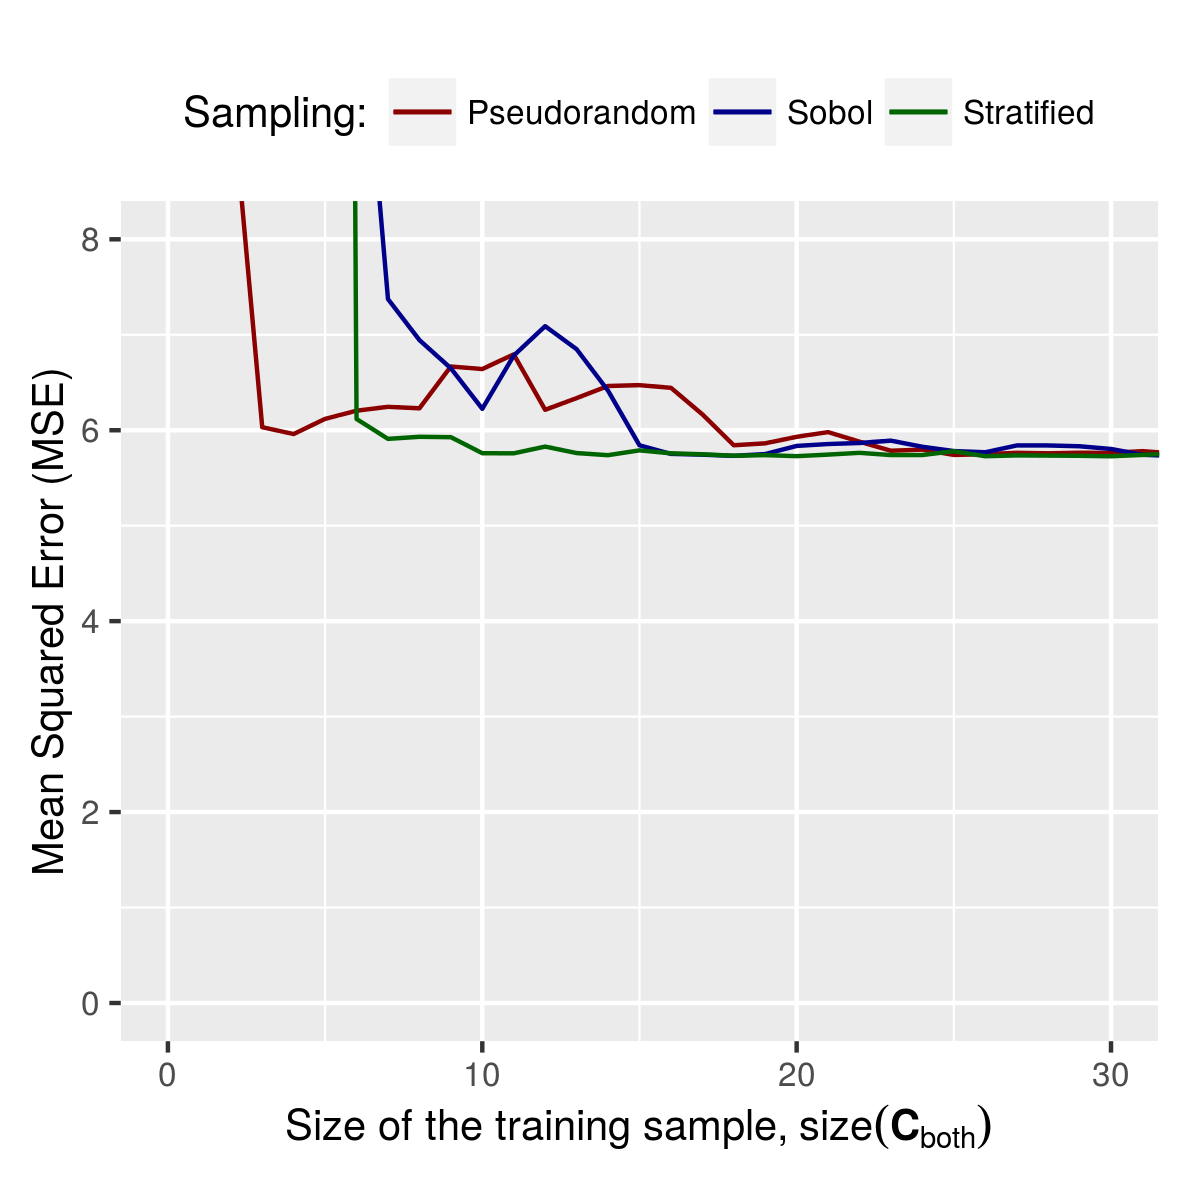 Sampling: Pseudorandom Sobol Stratified
Mean Squared Error (MSE)
8
6
4
2
0
0 10 20 30
Size of the training sample, size(C_both)